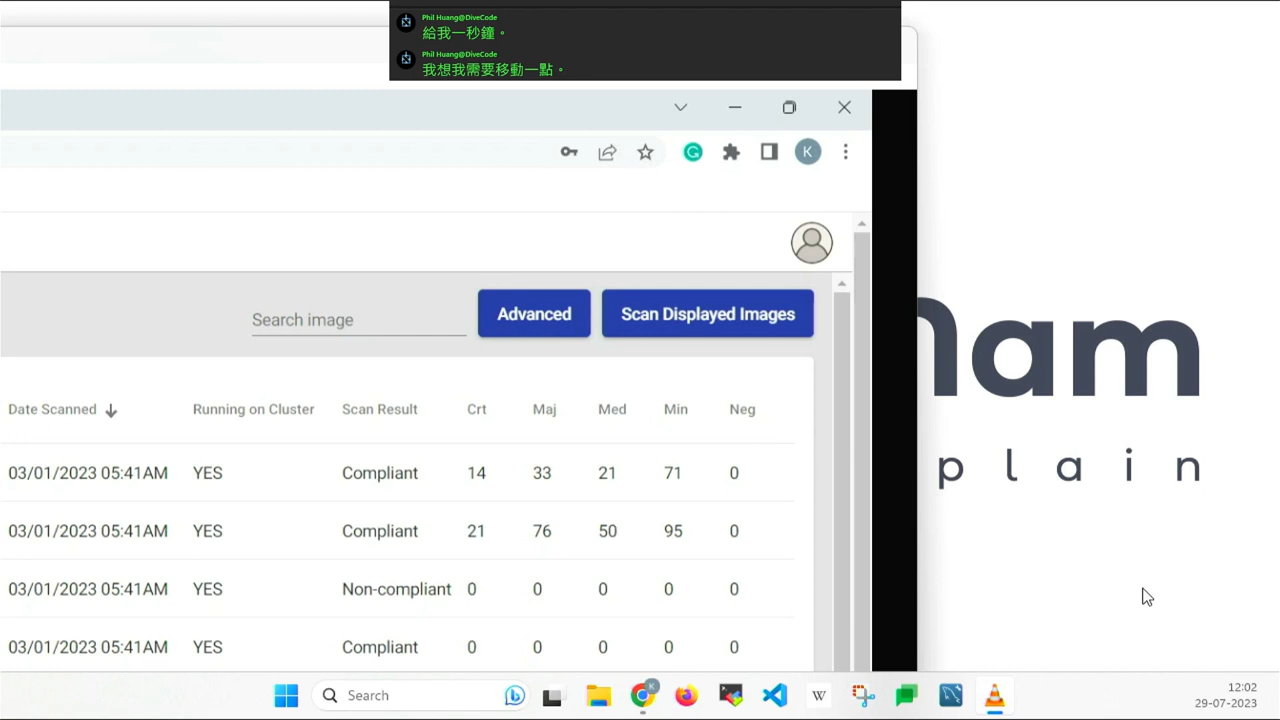 Phil Huang@DiveCode
給我一秒鐘。
Phil Huang@DiveCode
我想我需要移動一點。
K
Search image
Advanced
Scan Displayed Images
Date Scanned Running on Cluster Scan Result Crt Maj Med Min Neg
03/01/2023 05:41AM YES Compliant 14 33 21 71 0
03/01/2023 05:41AM YES Compliant 21 76 50 95 0
03/01/2023 05:41AM YES Non-compliant 0 0 0 0 0
03/01/2023 05:41AM YES Compliant 0 0 0 0 0
am
p l a i n
Search
K
W
12:02
29-07-2023